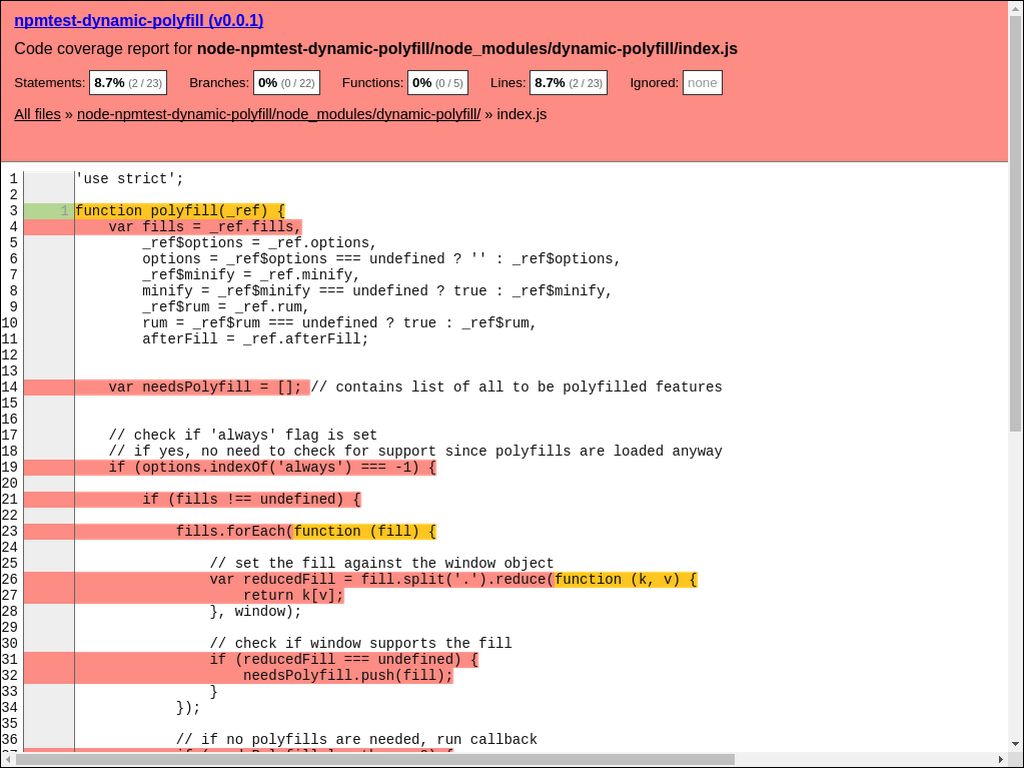 npmtest-dynamic-polyfill (v0.0.1)
Code coverage report for node-npmtest-dynamic-polyfill/node_modules/dynamic-polyfill/index.js
Statements: 8.7% (2 / 23) Branches: 0% (0 / 22) Functions: 0% (0 / 5) Lines: 8.7% (2 / 23) Ignored: none
All files » node-npmtest-dynamic-polyfill/node_modules/dynamic-polyfill/ » index.js
1 'use strict';
2
3 1 function polyfill(_ref) {
4 var fills = _ref.fills,
5 _ref$options = _ref.options,
6 options = _ref$options === undefined ? '' : _ref$options,
7 _ref$minify = _ref.minify,
8 minify = _ref$minify === undefined ? true : _ref$minify,
9 _ref$rum = _ref.rum,
10 rum = _ref$rum === undefined ? true : _ref$rum,
11 afterFill = _ref.afterFill;
12
13
14 var needsPolyfill = []; // contains list of all to be polyfilled features
15
16
17 // check if 'always' flag is set
18 // if yes, no need to check for support since polyfills are loaded anyway
19 if (options.indexOf('always') === -1) {
20
21 if (fills !== undefined) {
22
23 fills.forEach(function (fill) {
24
25 // set the fill against the window object
26 var reducedFill = fill.split('.').reduce(function (k, v) {
27 return k[v];
28 }, window);
29
30 // check if window supports the fill
31 if (reducedFill === undefined) {
32 needsPolyfill.push(fill);
33 }
34 });
35
36 // if no polyfills are needed, run callback